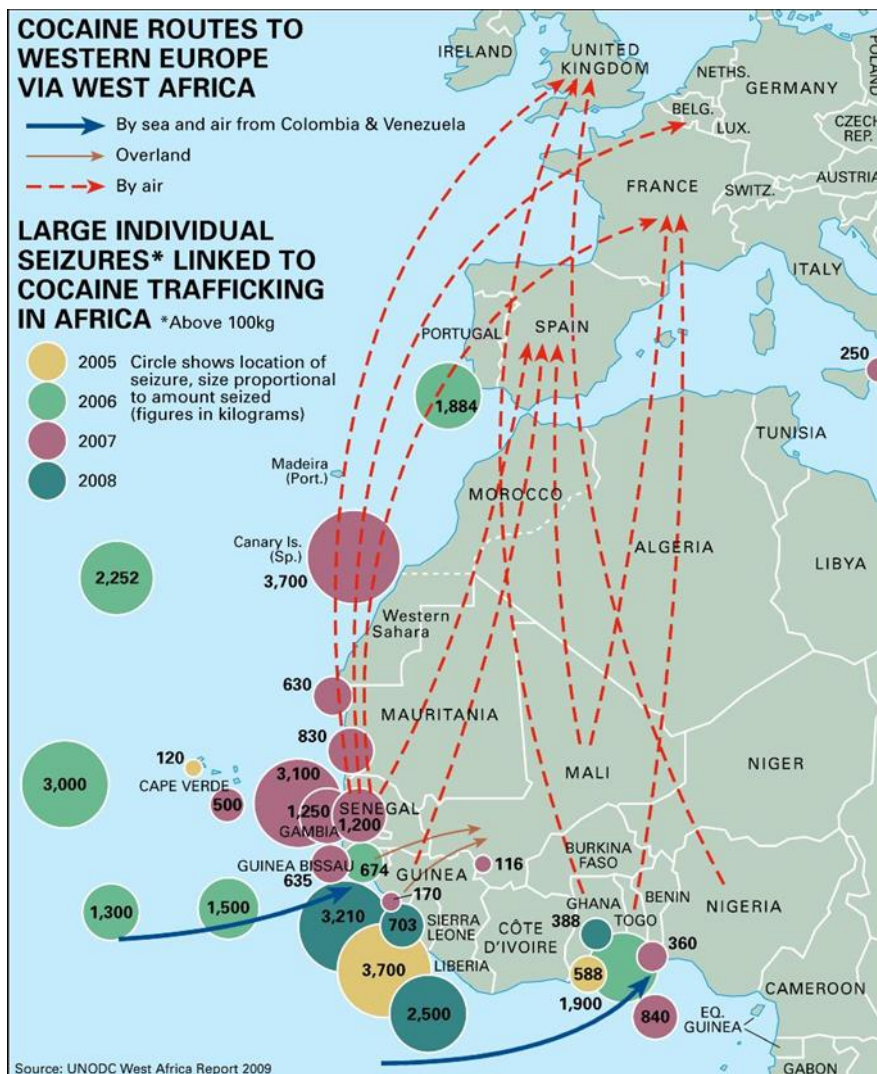 COCAINE ROUTES TO
WESTERN EUROPE
VIA WEST AFRICA
By sea and air from Colombia & Venezuela
Overland
By air
LARGE INDIVIDUAL
SEIZURES* LINKED TO
COCAINE TRAFFICKING
IN AFRICA *Above 100kg
2005
2006
2007
2008
Circle shows location of
seizure, size proportional
to amount seized
(figures in kilograms)
IRELAND
UNITED
KINGDOM
NETHS.
GERMANY
POLAND
BELG.
LUX.
CZECH
REP.
FRANCE
SWITZ.
AUSTRIA
ITALY
PORTUGAL
SPAIN
250
1,884
TUNISIA
Madeira
(Port.)
MOROCCO
Canary Is.
(Sp.)
3,700
ALGERIA
LIBYA
2,252
Western
Sahara
630
MAURITANIA
830
120
CAPE VERDE
3,000
500
3,100
1,250
SENEGAL
1,200
GAMBIA
MALI
NIGER
GUINEA BISSAU
635
674
GUINEA
116
BURKINA
FASO
170
1,300
1,500
3,210
703
SIERRA
LEONE
CÔTE
D'IVOIRE
GHANA
388
TOGO
BENIN
NIGERIA
360
3,700
LIBERIA
588
1,900
2,500
840
CAMEROON
EQ.
GUINEA
GABON
Source: UNODC West Africa Report 2009